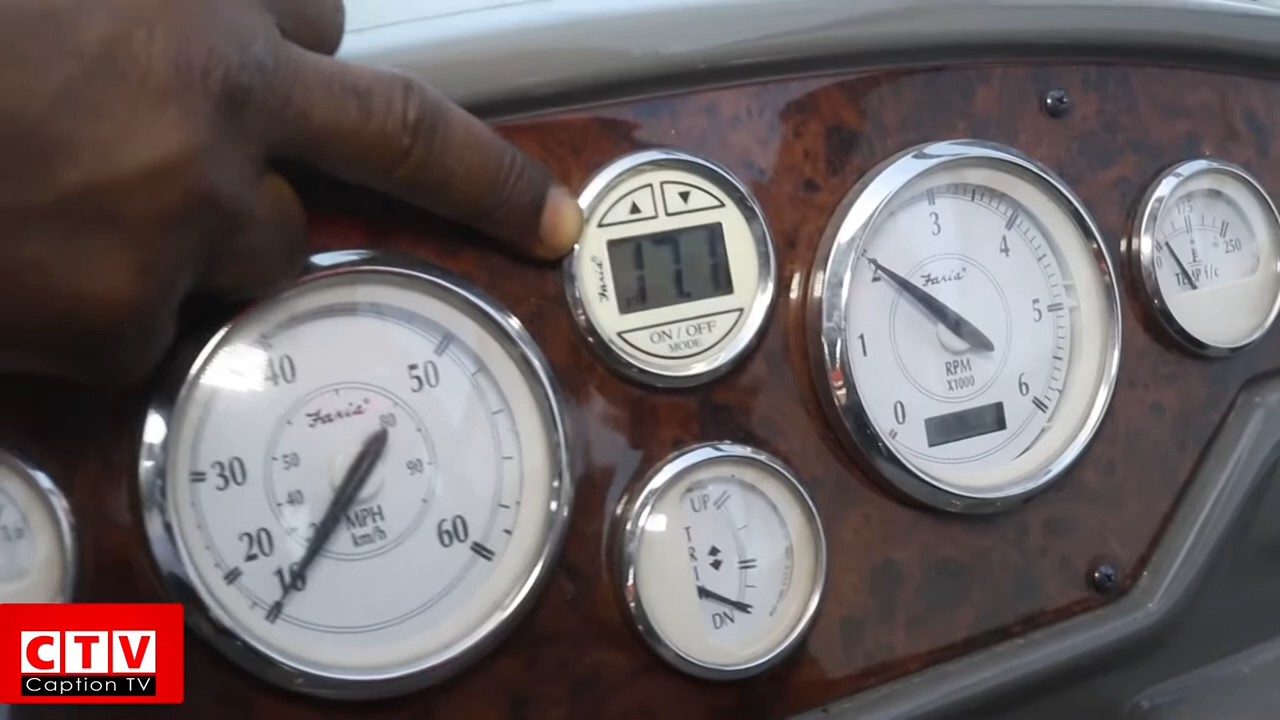 Faria®
17.1
ON / OFF
MODE
3
4
2
Faria®
5
1
RPM
X1000
6
0
175
250
TEMP f/c
40
50
Faria®
80
30
50
90
40
MPH
km/h
20
60
10
UP
TRIM
DN
CTV
Caption TV